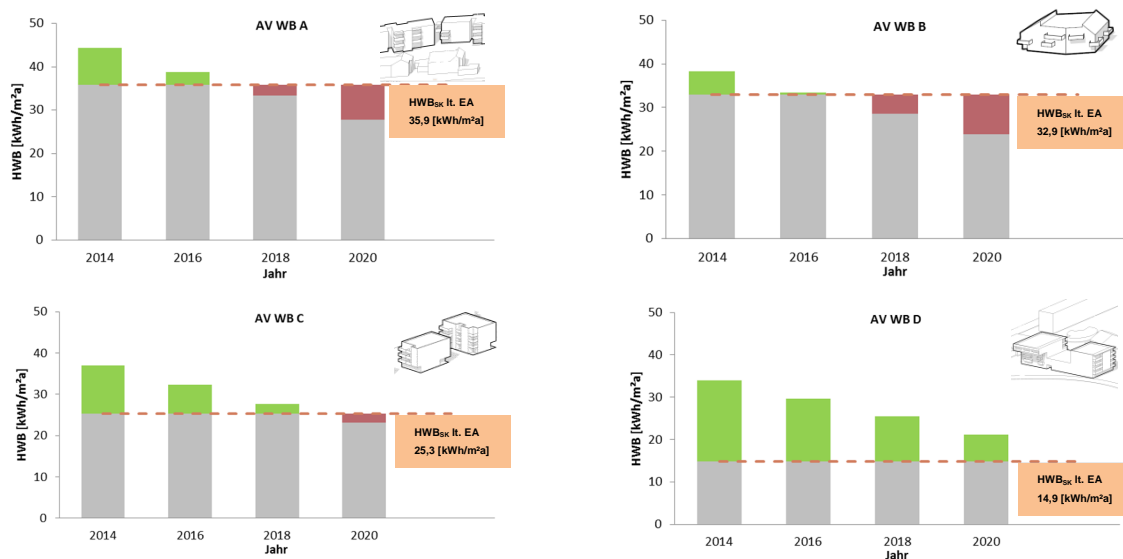 AV WB A
HWB [kWh/m²a]
50
40
30
20
10
0
2014 2016 2018 2020
Jahr
HWBSK lt. EA
35,9 [kWh/m²a]
AV WB B
HWB [kWh/m²a]
50
40
30
20
10
0
2014 2016 2018 2020
Jahr
HWBSK lt. EA
32,9 [kWh/m²a]
AV WB C
HWB [kWh/m²a]
50
40
30
20
10
0
2014 2016 2018 2020
Jahr
HWBSK lt. EA
25,3 [kWh/m²a]
AV WB D
HWB [kWh/m²a]
50
40
30
20
10
0
2014 2016 2018 2020
Jahr
HWBSK lt. EA
14,9 [kWh/m²a]